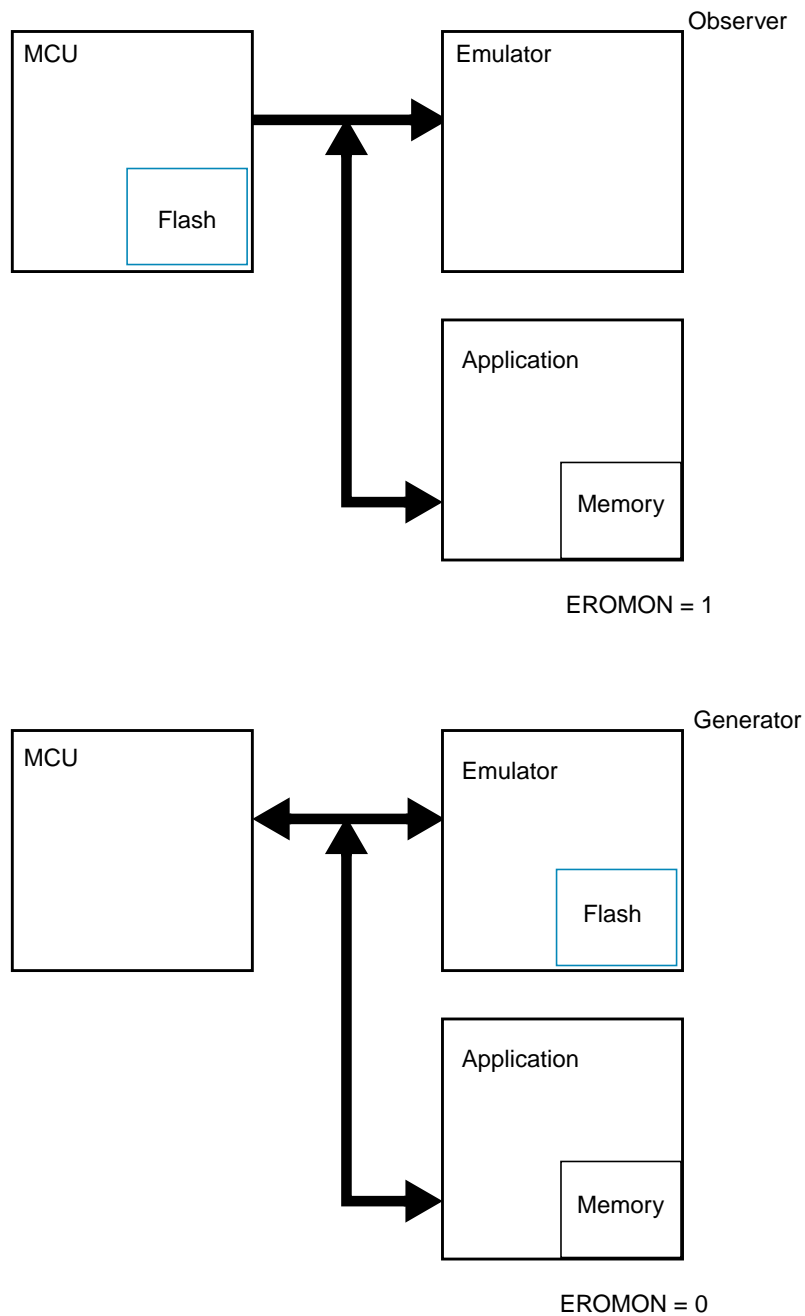 Observer
MCU
Emulator
Flash
Application
Memory
EROMON = 1
Generator
MCU
Emulator
Flash
Application
Memory
EROMON = 0